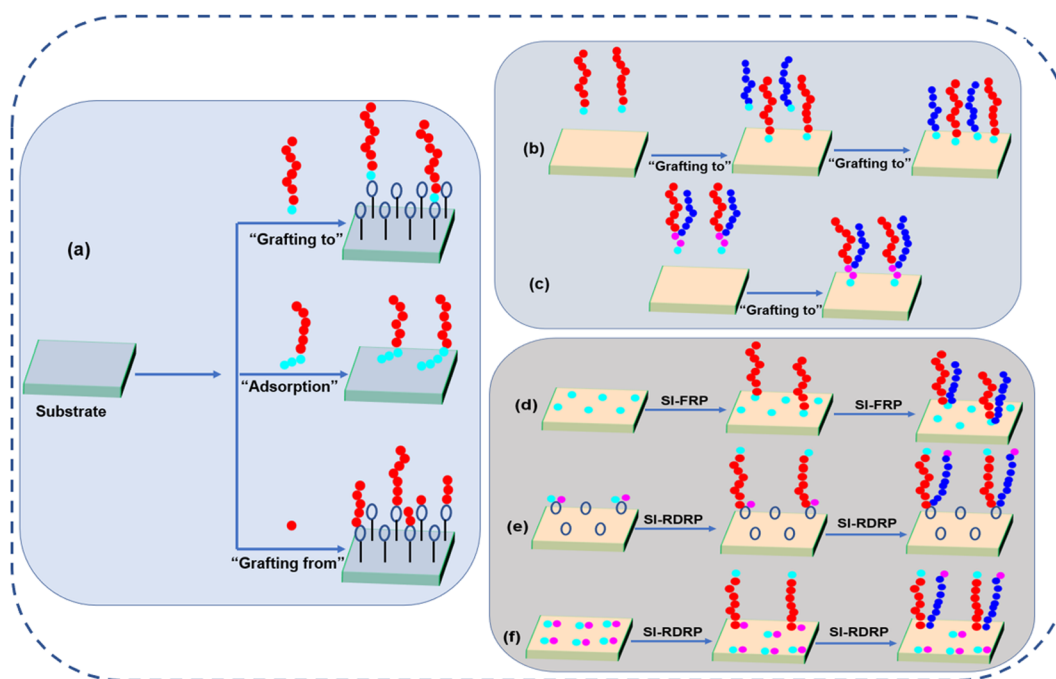 (a)
Substrate
“Grafting to”
“Adsorption”
“Grafting from”
(b)
“Grafting to”
“Grafting to”
(c)
“Grafting to”
(d)
SI-FRP
SI-FRP
(e)
SI-RDRP
SI-RDRP
(f)
SI-RDRP
SI-RDRP